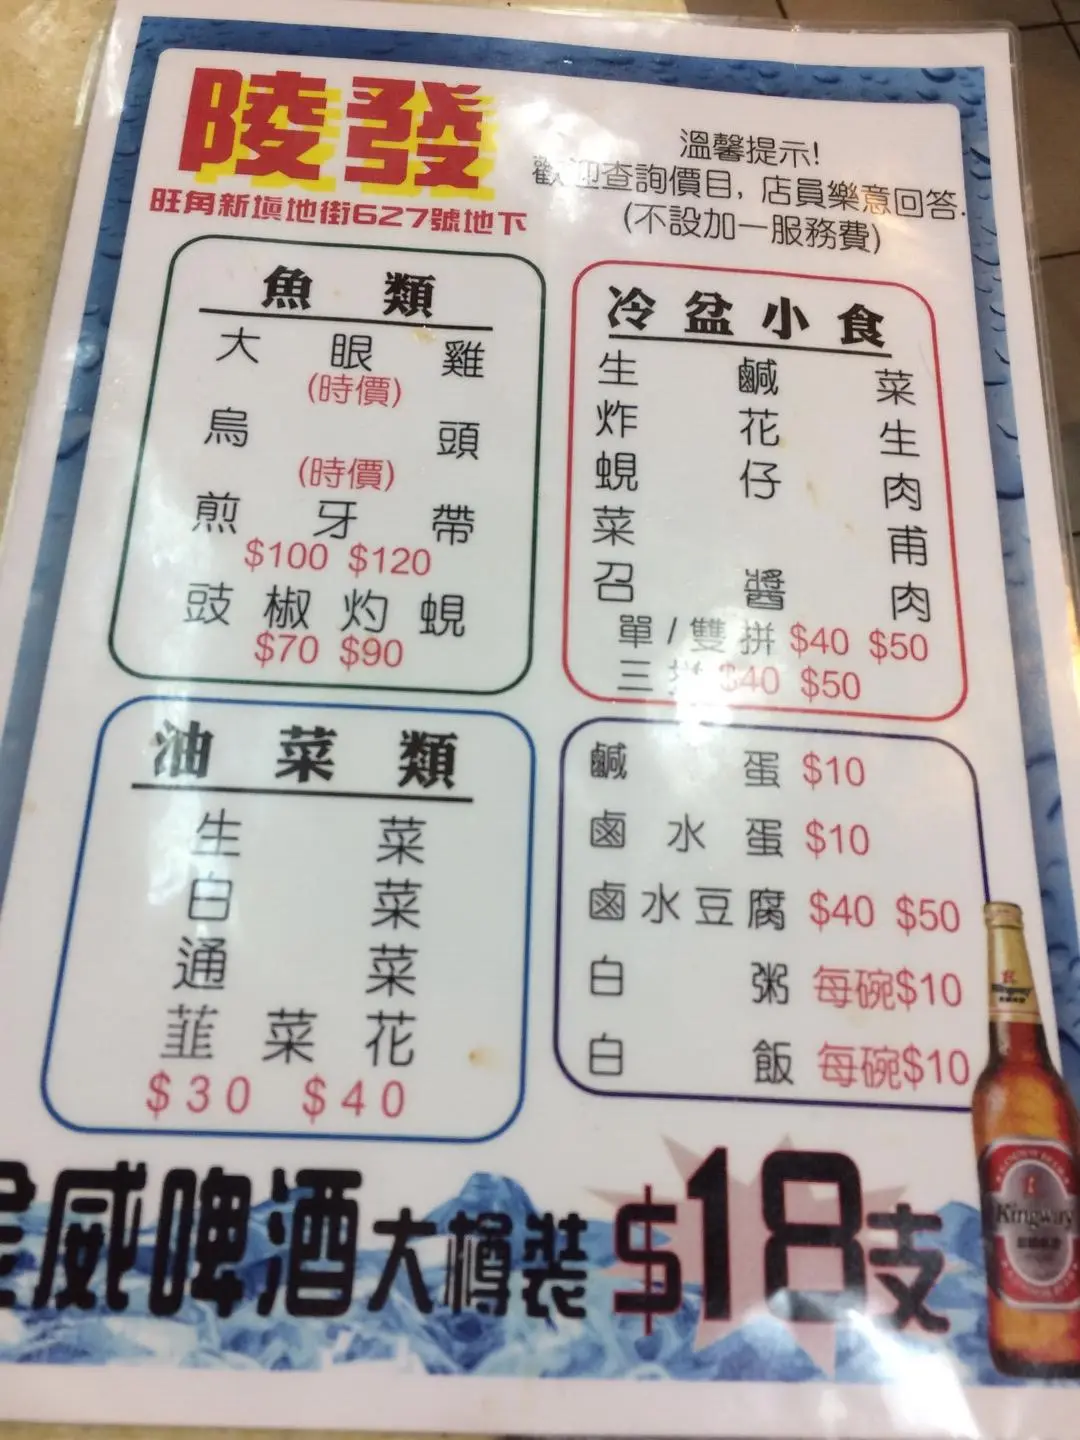 陵發
旺角新塡地街627號地下
溫馨提示!
歡迎查詢價目, 店員樂意回答.
(不設加一服務費)
魚類
大眼雞
(時價)
烏頭
(時價)
煎牙帶
$100 $120
豉椒灼蜆
$70 $90
冷盆小食
生鹹菜
炸花生
蜆仔肉
菜甫
召醬肉
單/雙拼 $40 $50
三拼 $40 $50
油菜類
生菜
白菜
通菜
韮菜花
$30 $40
鹹蛋 $10
鹵水蛋 $10
鹵水豆腐 $40 $50
白粥 每碗$10
白飯 每碗$10
金威啤酒大樽裝 $18支
Kingway
Kingway